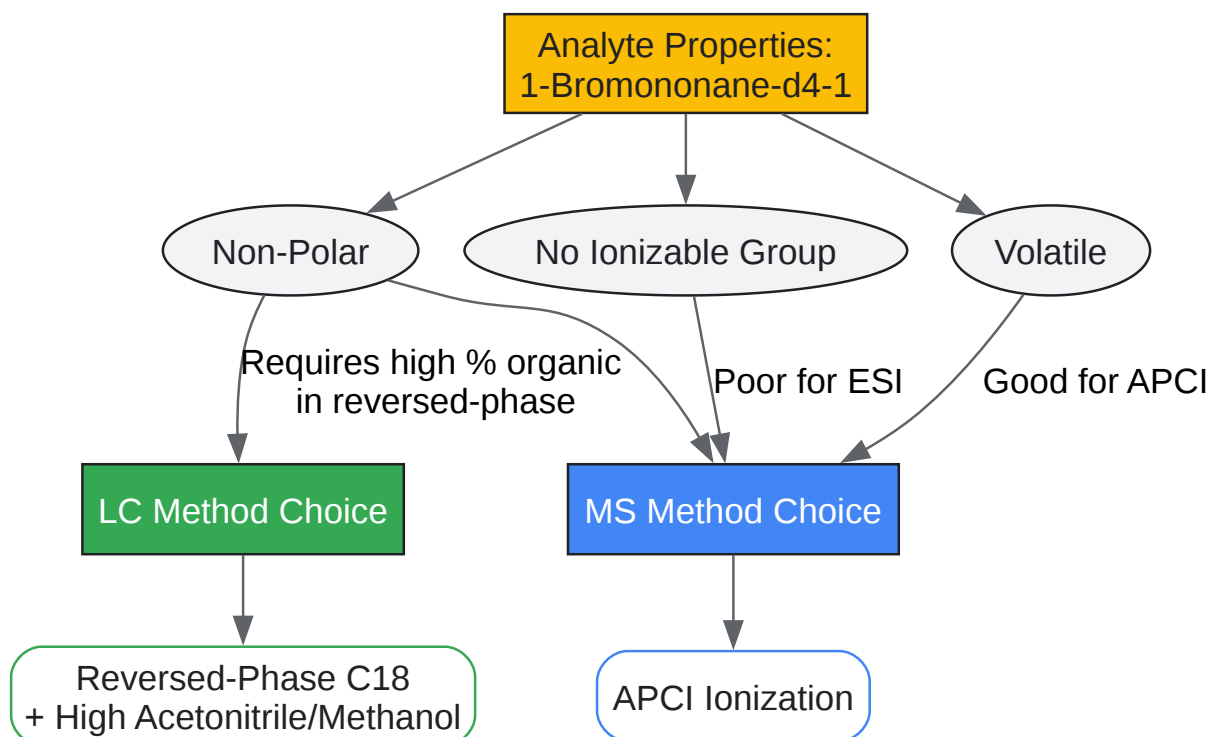 Analyte Properties:
1-Bromononane-d4-1
Non-Polar
No Ionizable Group
Volatile
Requires high % organic
in reversed-phase
Poor for ESI
Good for APCI
LC Method Choice
MS Method Choice
Reversed-Phase C18
+ High Acetonitrile/Methanol
APCI Ionization